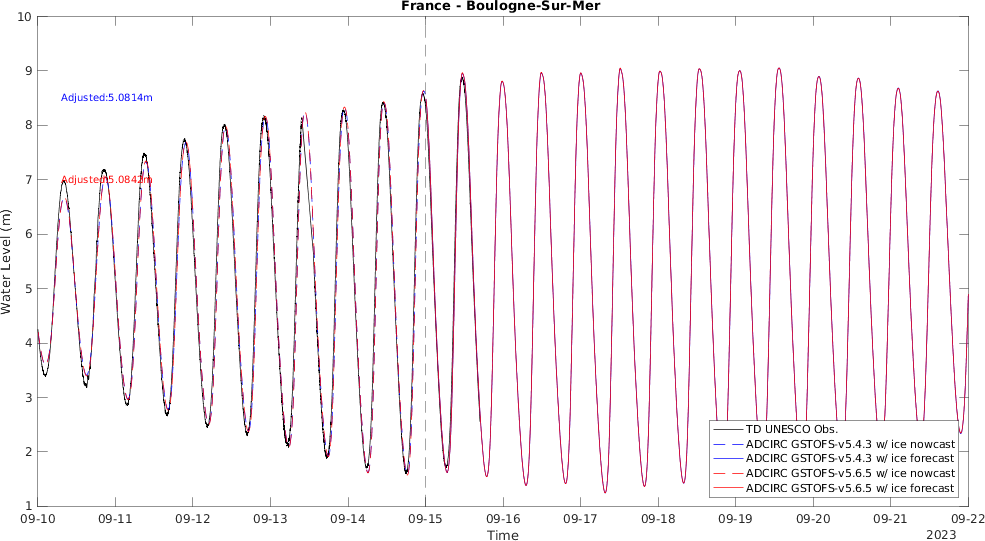 France - Boulogne-Sur-Mer
Water Level (m)
10
9
8
7
6
5
4
3
2
1
Adjusted:5.0814m
Adjusted:5.0842m
TD UNESCO Obs.
ADCIRC GSTOFS-v5.4.3 w/ ice nowcast
ADCIRC GSTOFS-v5.4.3 w/ ice forecast
ADCIRC GSTOFS-v5.6.5 w/ ice nowcast
ADCIRC GSTOFS-v5.6.5 w/ ice forecast
09-10 09-11 09-12 09-13 09-14 09-15 09-16 09-17 09-18 09-19 09-20 09-21 09-22
Time
2023